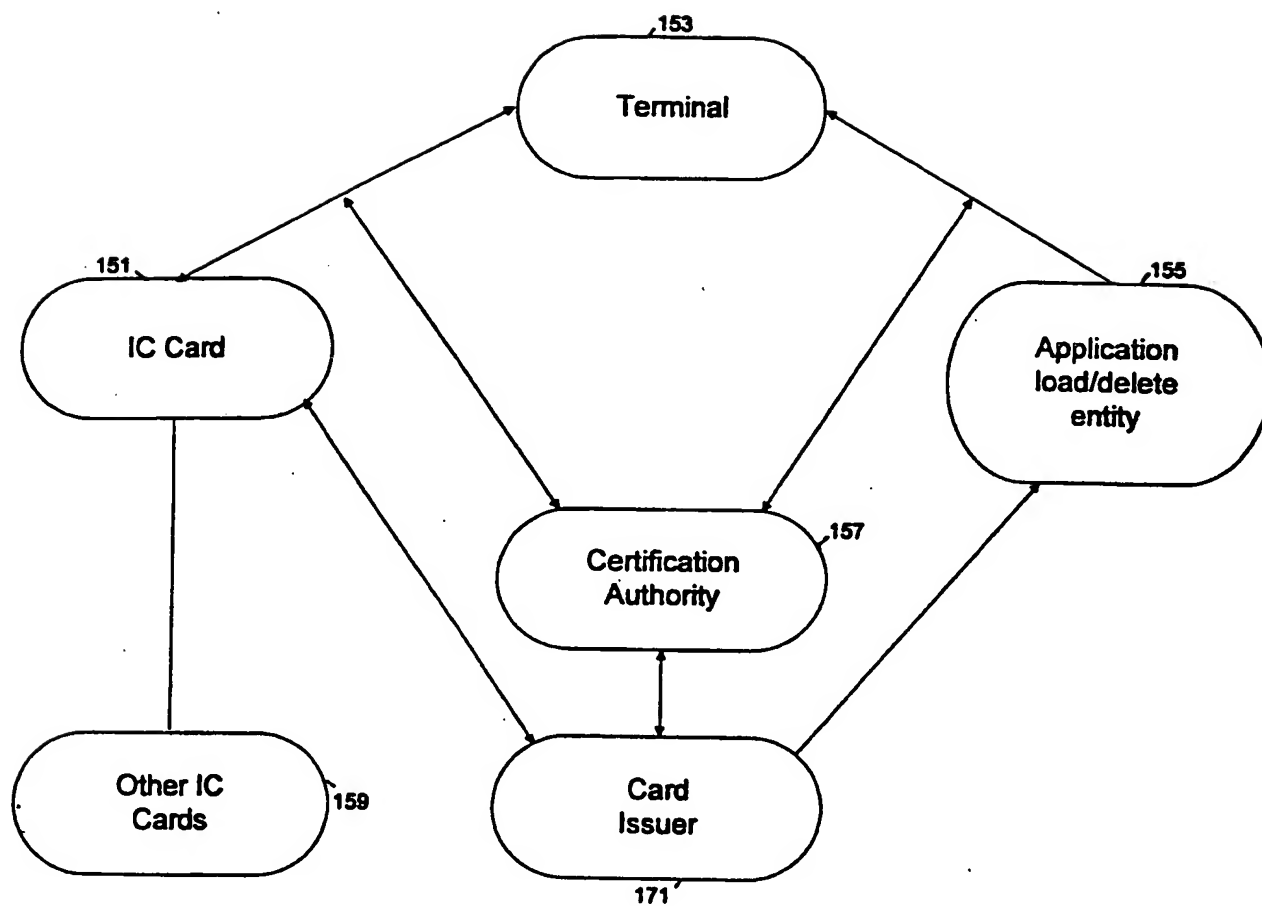 153
Terminal
151
IC Card
155
Application
load/delete
entity
157
Certification
Authority
Other IC
Cards
159
Card
Issuer
171